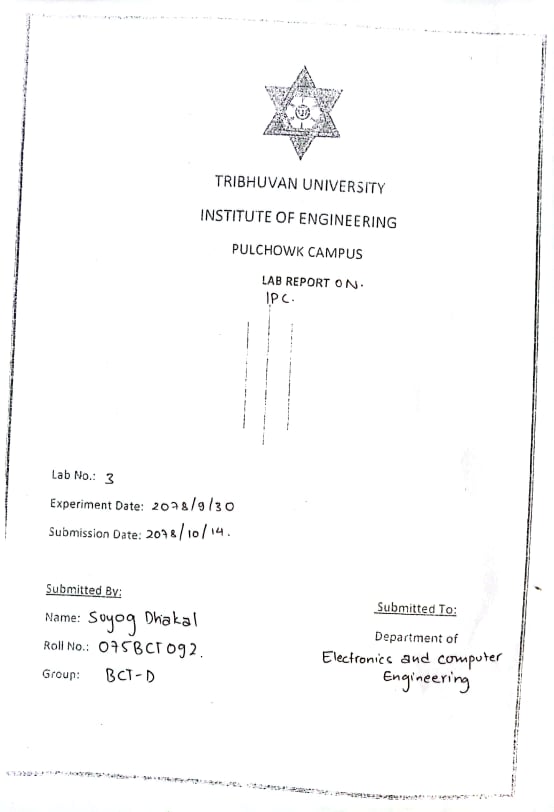 TRIBHUVAN UNIVERSITY
INSTITUTE OF ENGINEERING
PULCHOWK CAMPUS
LAB REPORT ON.
IPC.
Lab No.: 3
Experiment Date: 2078/9/30
Submission Date: 2078/10/14.
Submitted By:
Name: Suyog Dhakal
Roll No.: 075BCT092.
Group: BCT-D
Submitted To:
Department of
Electronics and computer
Engineering